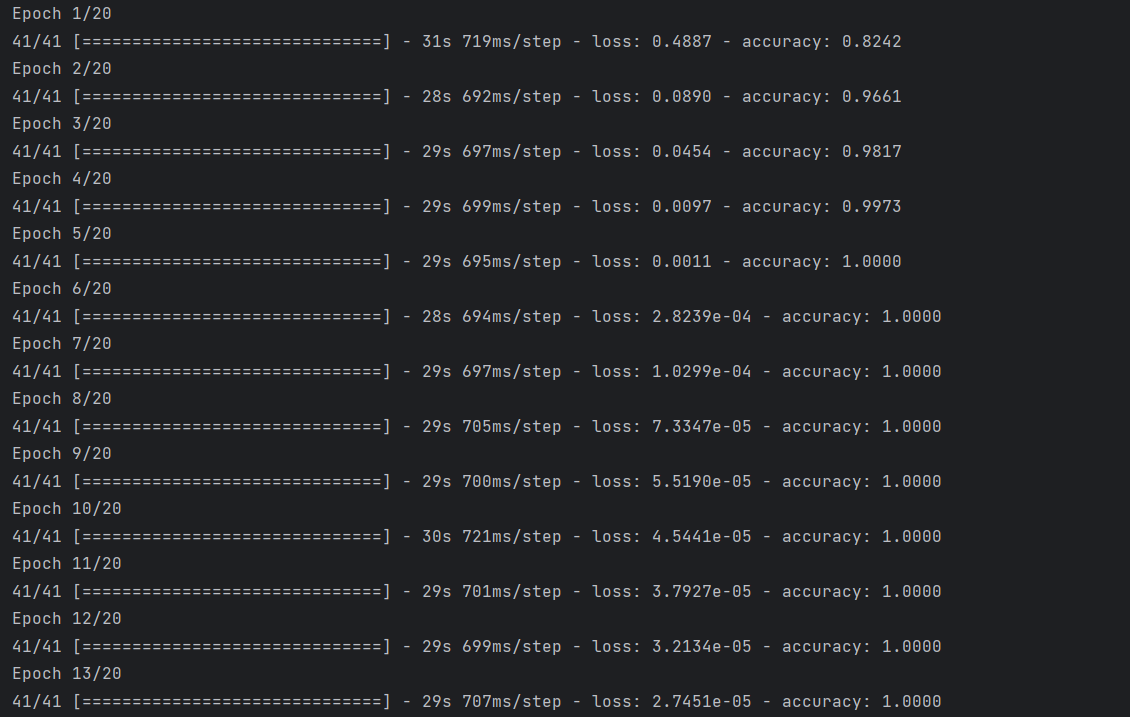 Epoch 1/20
41/41 [==============================] - 31s 719ms/step - loss: 0.4887 - accuracy: 0.8242
Epoch 2/20
41/41 [==============================] - 28s 692ms/step - loss: 0.0890 - accuracy: 0.9661
Epoch 3/20
41/41 [==============================] - 29s 697ms/step - loss: 0.0454 - accuracy: 0.9817
Epoch 4/20
41/41 [==============================] - 29s 699ms/step - loss: 0.0097 - accuracy: 0.9973
Epoch 5/20
41/41 [==============================] - 29s 695ms/step - loss: 0.0011 - accuracy: 1.0000
Epoch 6/20
41/41 [==============================] - 28s 694ms/step - loss: 2.8239e-04 - accuracy: 1.0000
Epoch 7/20
41/41 [==============================] - 29s 697ms/step - loss: 1.0299e-04 - accuracy: 1.0000
Epoch 8/20
41/41 [==============================] - 29s 705ms/step - loss: 7.3347e-05 - accuracy: 1.0000
Epoch 9/20
41/41 [==============================] - 29s 700ms/step - loss: 5.5190e-05 - accuracy: 1.0000
Epoch 10/20
41/41 [==============================] - 30s 721ms/step - loss: 4.5441e-05 - accuracy: 1.0000
Epoch 11/20
41/41 [==============================] - 29s 701ms/step - loss: 3.7927e-05 - accuracy: 1.0000
Epoch 12/20
41/41 [==============================] - 29s 699ms/step - loss: 3.2134e-05 - accuracy: 1.0000
Epoch 13/20
41/41 [==============================] - 29s 707ms/step - loss: 2.7451e-05 - accuracy: 1.0000